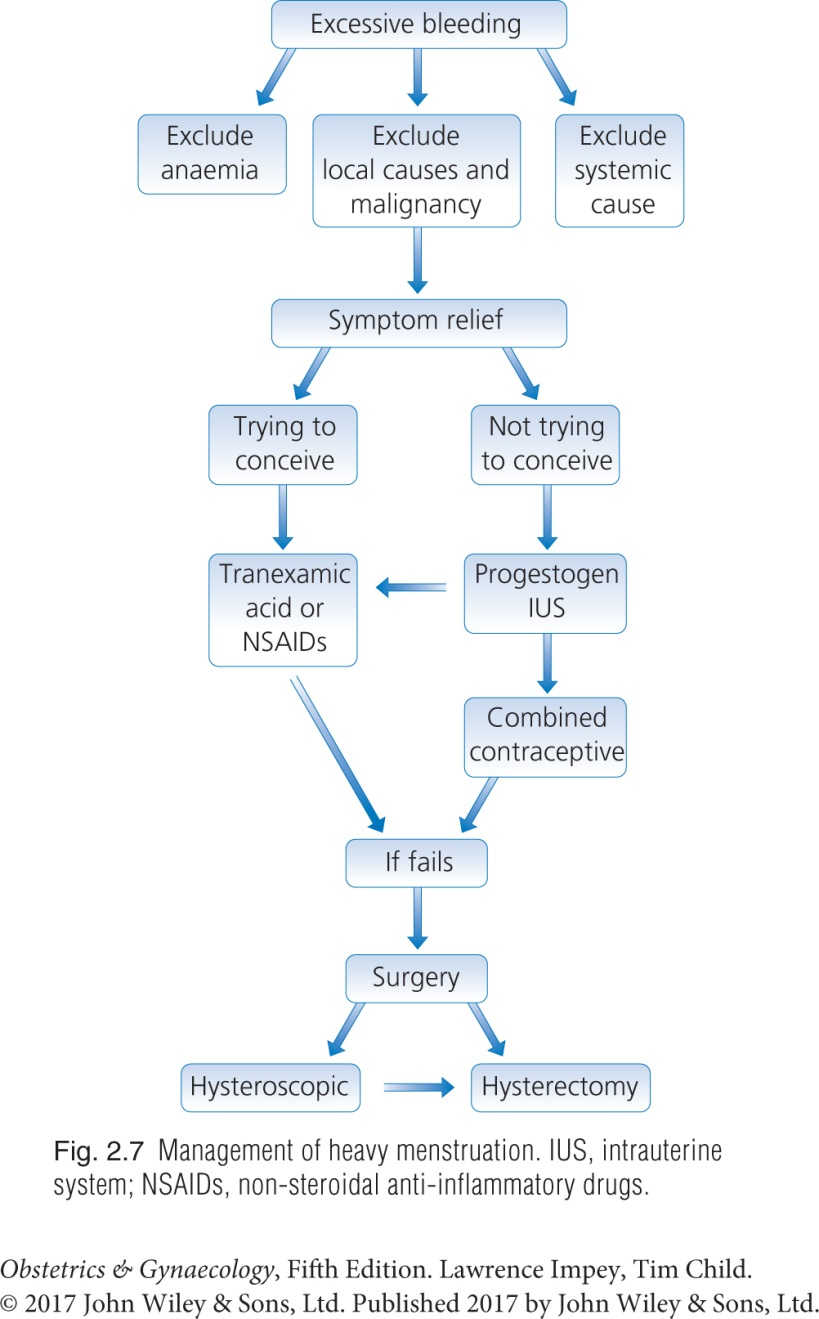 Excessive bleeding
Exclude
anaemia
Exclude
local causes and
malignancy
Exclude
systemic
cause
Symptom relief
Trying to
conceive
Not trying
to conceive
Tranexamic
acid or
NSAIDs
Progestogen
IUS
Combined
contraceptive
If fails
Surgery
Hysteroscopic
Hysterectomy
Fig. 2.7 Management of heavy menstruation. IUS, intrauterine
system; NSAIDs, non-steroidal anti-inflammatory drugs.
Obstetrics & Gynaecology, Fifth Edition. Lawrence Impey, Tim Child.
© 2017 John Wiley & Sons, Ltd. Published 2017 by John Wiley & Sons, Ltd.